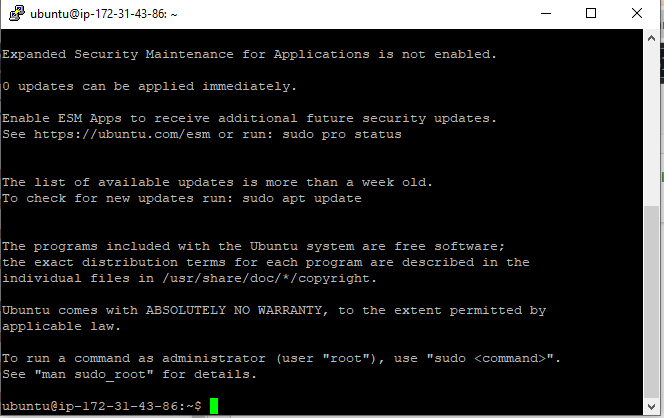 ubuntu@ip-172-31-43-86: ~
Expanded Security Maintenance for Applications is not enabled.
0 updates can be applied immediately.
Enable ESM Apps to receive additional future security updates.
See https://ubuntu.com/esm or run: sudo pro status
The list of available updates is more than a week old.
To check for new updates run: sudo apt update
The programs included with the Ubuntu system are free software;
the exact distribution terms for each program are described in the
individual files in /usr/share/doc/*/copyright.
Ubuntu comes with ABSOLUTELY NO WARRANTY, to the extent permitted by
applicable law.
To run a command as administrator (user "root"), use "sudo <command>".
See "man sudo_root" for details.
ubuntu@ip-172-31-43-86:~$